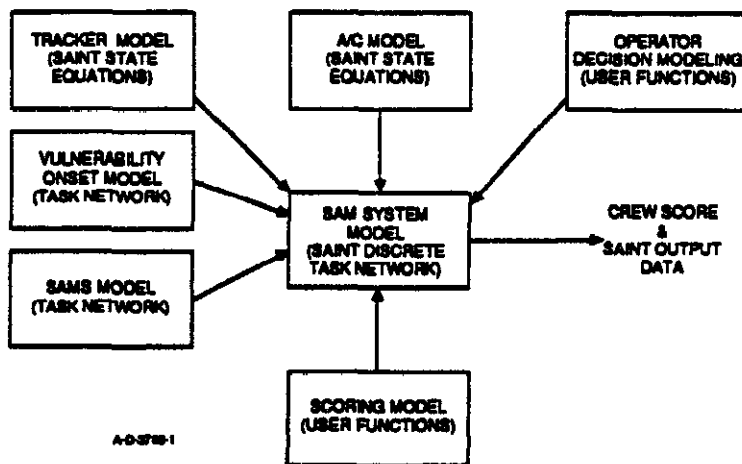 TRACKER MODEL
(SAINT STATE
EQUATIONS)
A/C MODEL
(SAINT STATE
EQUATIONS)
OPERATOR
DECISION MODELING
(USER FUNCTIONS)
VULNERABILITY
ONSET MODEL
(TASK NETWORK)
SAM SYSTEM
MODEL
(SAINT DISCRETE
TASK NETWORK)
CREW SCORE
&
SAINT OUTPUT
DATA
SAMS MODEL
(TASK NETWORK)
SCORING MODEL
(USER FUNCTIONS)